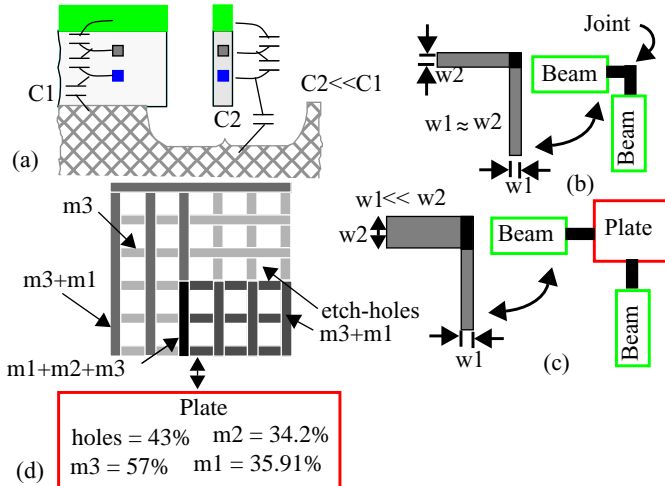 C1
C2
C2<<C1
(a)
w2
w1 ≈ w2
w1
Beam
Joint
Beam
(b)
m3
m3+m1
etch-holes
m3+m1
m1+m2+m3
w1<< w2
w2
w1
Beam
Plate
Beam
(c)
Plate
holes = 43% m2 = 34.2%
m3 = 57% m1 = 35.91%
(d)